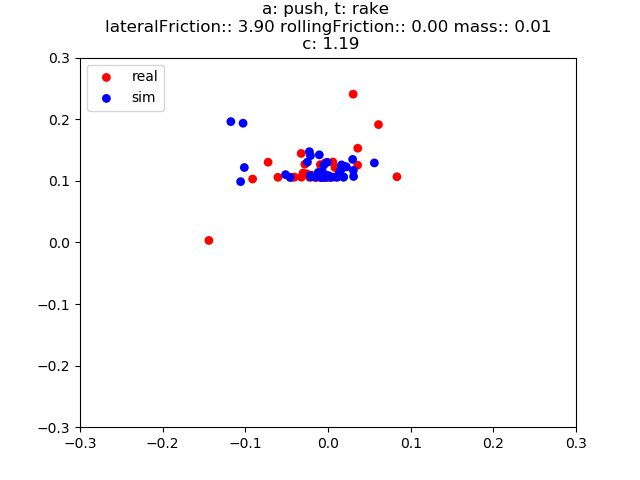 a: push, t: rake
lateralFriction:: 3.90 rollingFriction:: 0.00 mass:: 0.01
c: 1.19
real
sim
0.3
0.2
0.1
0.0
−0.1
−0.2
−0.3
−0.3 −0.2 −0.1 0.0 0.1 0.2 0.3